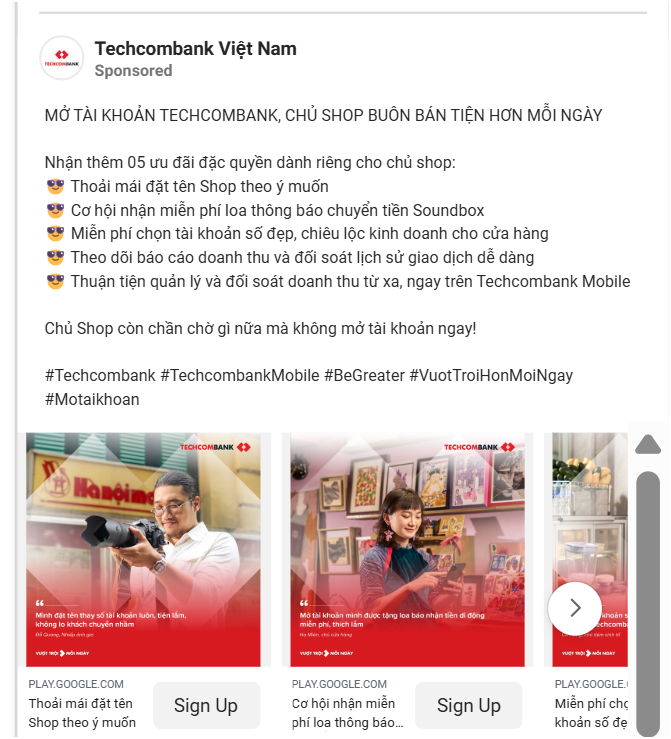 TECHCOMBANK
Techcombank Việt Nam
Sponsored
MỞ TÀI KHOẢN TECHCOMBANK, CHỦ SHOP BUÔN BÁN TIỆN HƠN MỖI NGÀY
Nhận thêm 05 ưu đãi đặc quyền dành riêng cho chủ shop:
😎 Thoải mái đặt tên Shop theo ý muốn
😎 Cơ hội nhận miễn phí loa thông báo chuyển tiền Soundbox
😎 Miễn phí chọn tài khoản số đẹp, chiêu lộc kinh doanh cho cửa hàng
😎 Theo dõi báo cáo doanh thu và đối soát lịch sử giao dịch dễ dàng
😎 Thuận tiện quản lý và đối soát doanh thu từ xa, ngay trên Techcombank Mobile
Chủ Shop còn chần chờ gì nữa mà không mở tài khoản ngay!
#Techcombank #TechcombankMobile #BeGreater #VuotTroiHonMoiNgay
#Motaikhoan
TECHCOMBANK
Hanoima
“Mình đặt tên thay số tài khoản luôn, tiện lắm,
không lo khách chuyển nhầm
Đỗ Quang, Nhiếp ảnh gia
VƯỢT TRỘI MỖI NGÀY
PLAY.GOOGLE.COM
Thoải mái đặt tên
Shop theo ý muốn
Sign Up
TECHCOMBANK
“Mở tài khoản mình được tặng loa báo nhận tiền di động
miễn phí, thích lắm
Hạ Miên, chủ cửa hàng
VƯỢT TRỘI MỖI NGÀY
PLAY.GOOGLE.COM
Cơ hội nhận miễn
phí loa thông báo…
Sign Up
khoản s
Techcomb
VƯỢT TRỘI MỖI NGÀY
PLAY.GOOGLE.
Miễn phí chọ
khoản số đẹ